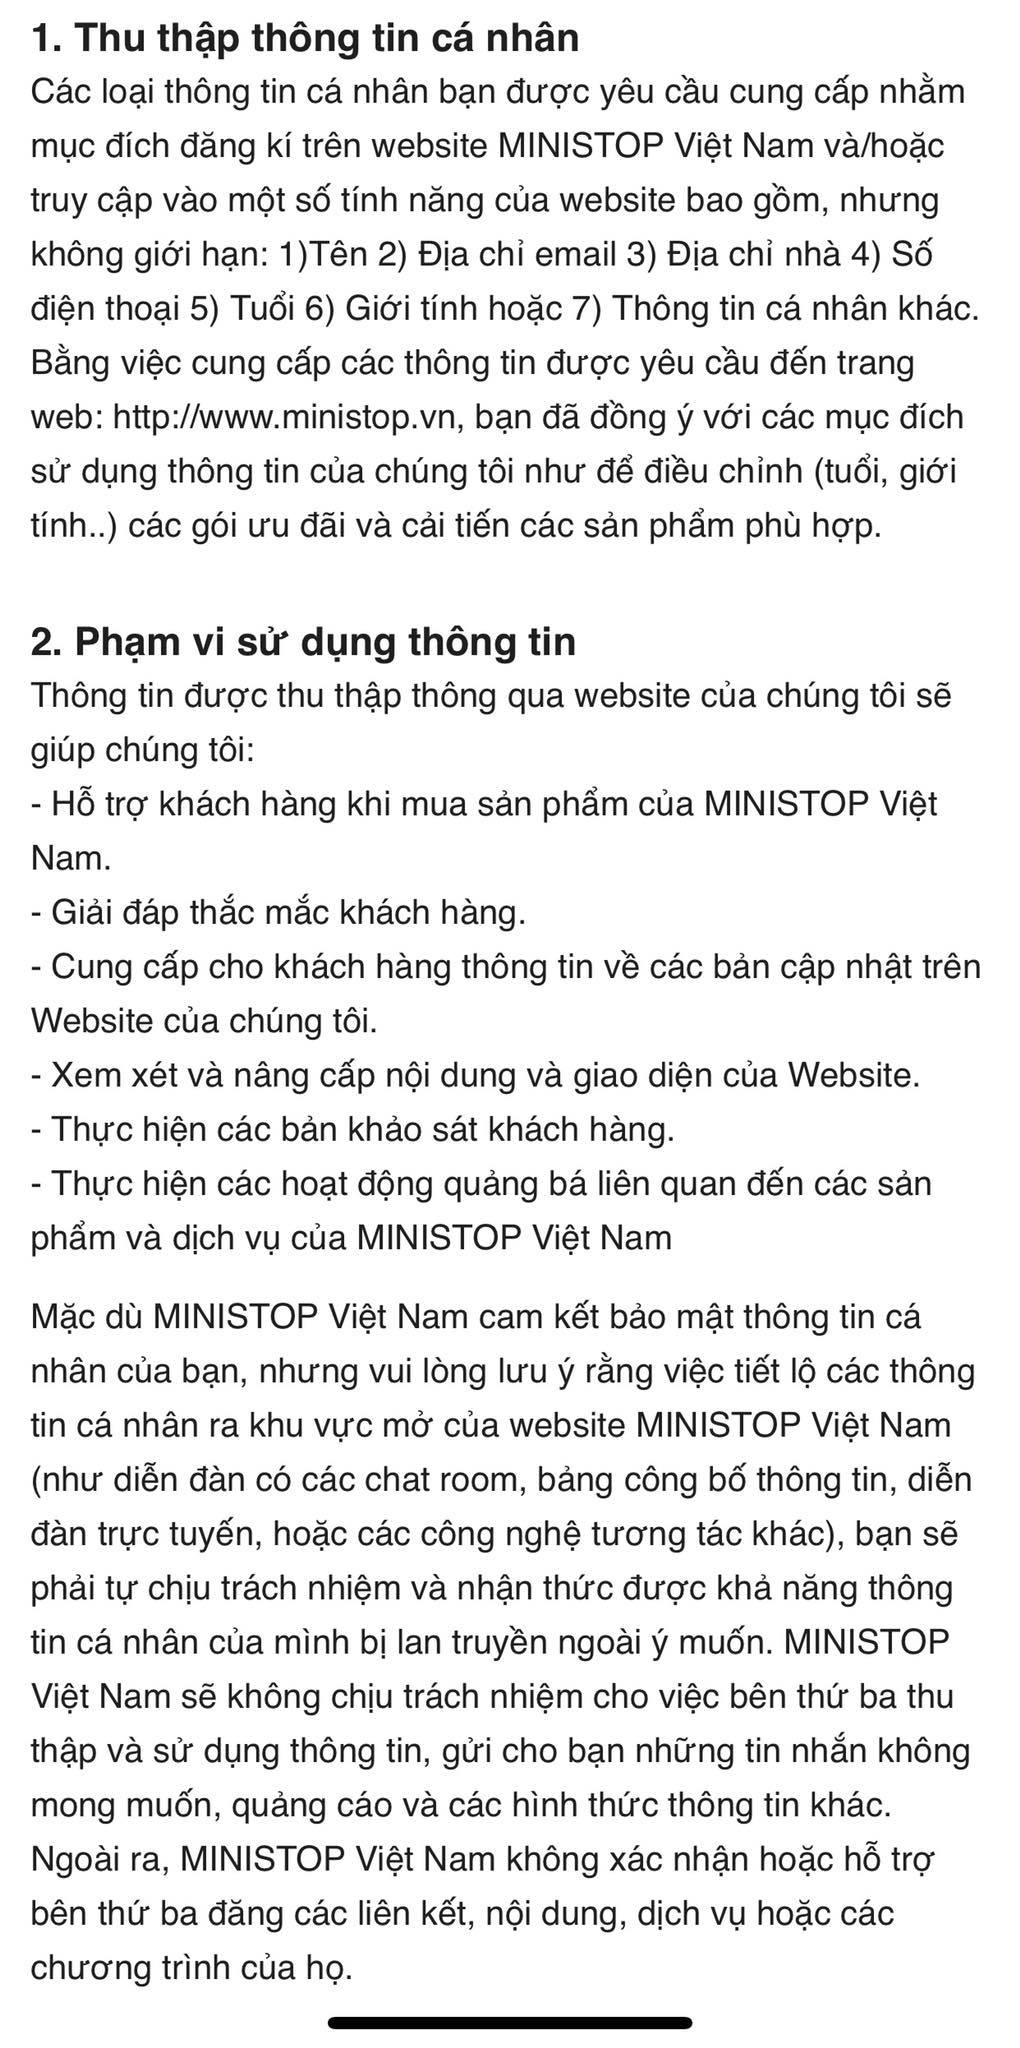 1. Thu thập thông tin cá nhân
Các loại thông tin cá nhân bạn được yêu cầu cung cấp nhằm
mục đích đăng kí trên website MINISTOP Việt Nam và/hoặc
truy cập vào một số tính năng của website bao gồm, nhưng
không giới hạn: 1)Tên 2) Địa chỉ email 3) Địa chỉ nhà 4) Số
điện thoại 5) Tuổi 6) Giới tính hoặc 7) Thông tin cá nhân khác.
Bằng việc cung cấp các thông tin được yêu cầu đến trang
web: http://www.ministop.vn, bạn đã đồng ý với các mục đích
sử dụng thông tin của chúng tôi như để điều chỉnh (tuổi, giới
tính..) các gói ưu đãi và cải tiến các sản phẩm phù hợp.
2. Phạm vi sử dụng thông tin
Thông tin được thu thập thông qua website của chúng tôi sẽ
giúp chúng tôi:
- Hỗ trợ khách hàng khi mua sản phẩm của MINISTOP Việt
Nam.
- Giải đáp thắc mắc khách hàng.
- Cung cấp cho khách hàng thông tin về các bản cập nhật trên
Website của chúng tôi.
- Xem xét và nâng cấp nội dung và giao diện của Website.
- Thực hiện các bản khảo sát khách hàng.
- Thực hiện các hoạt động quảng bá liên quan đến các sản
phẩm và dịch vụ của MINISTOP Việt Nam
Mặc dù MINISTOP Việt Nam cam kết bảo mật thông tin cá
nhân của bạn, nhưng vui lòng lưu ý rằng việc tiết lộ các thông
tin cá nhân ra khu vực mở của website MINISTOP Việt Nam
(như diễn đàn có các chat room, bảng công bố thông tin, diễn
đàn trực tuyến, hoặc các công nghệ tương tác khác), bạn sẽ
phải tự chịu trách nhiệm và nhận thức được khả năng thông
tin cá nhân của mình bị lan truyền ngoài ý muốn. MINISTOP
Việt Nam sẽ không chịu trách nhiệm cho việc bên thứ ba thu
thập và sử dụng thông tin, gửi cho bạn những tin nhắn không
mong muốn, quảng cáo và các hình thức thông tin khác.
Ngoài ra, MINISTOP Việt Nam không xác nhận hoặc hỗ trợ
bên thứ ba đăng các liên kết, nội dung, dịch vụ hoặc các
chương trình của họ.